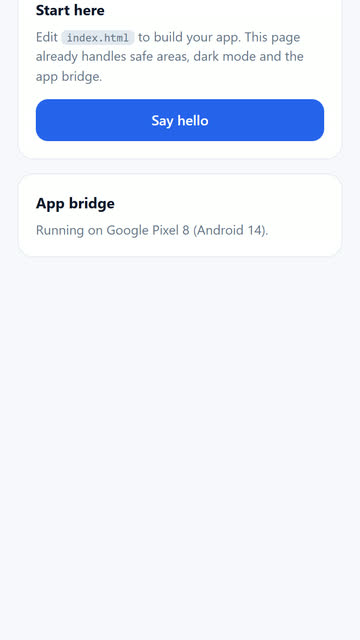 Start here
Edit index.html to build your app. This page
already handles safe areas, dark mode and the
app bridge.
Say hello
App bridge
Running on Google Pixel 8 (Android 14).